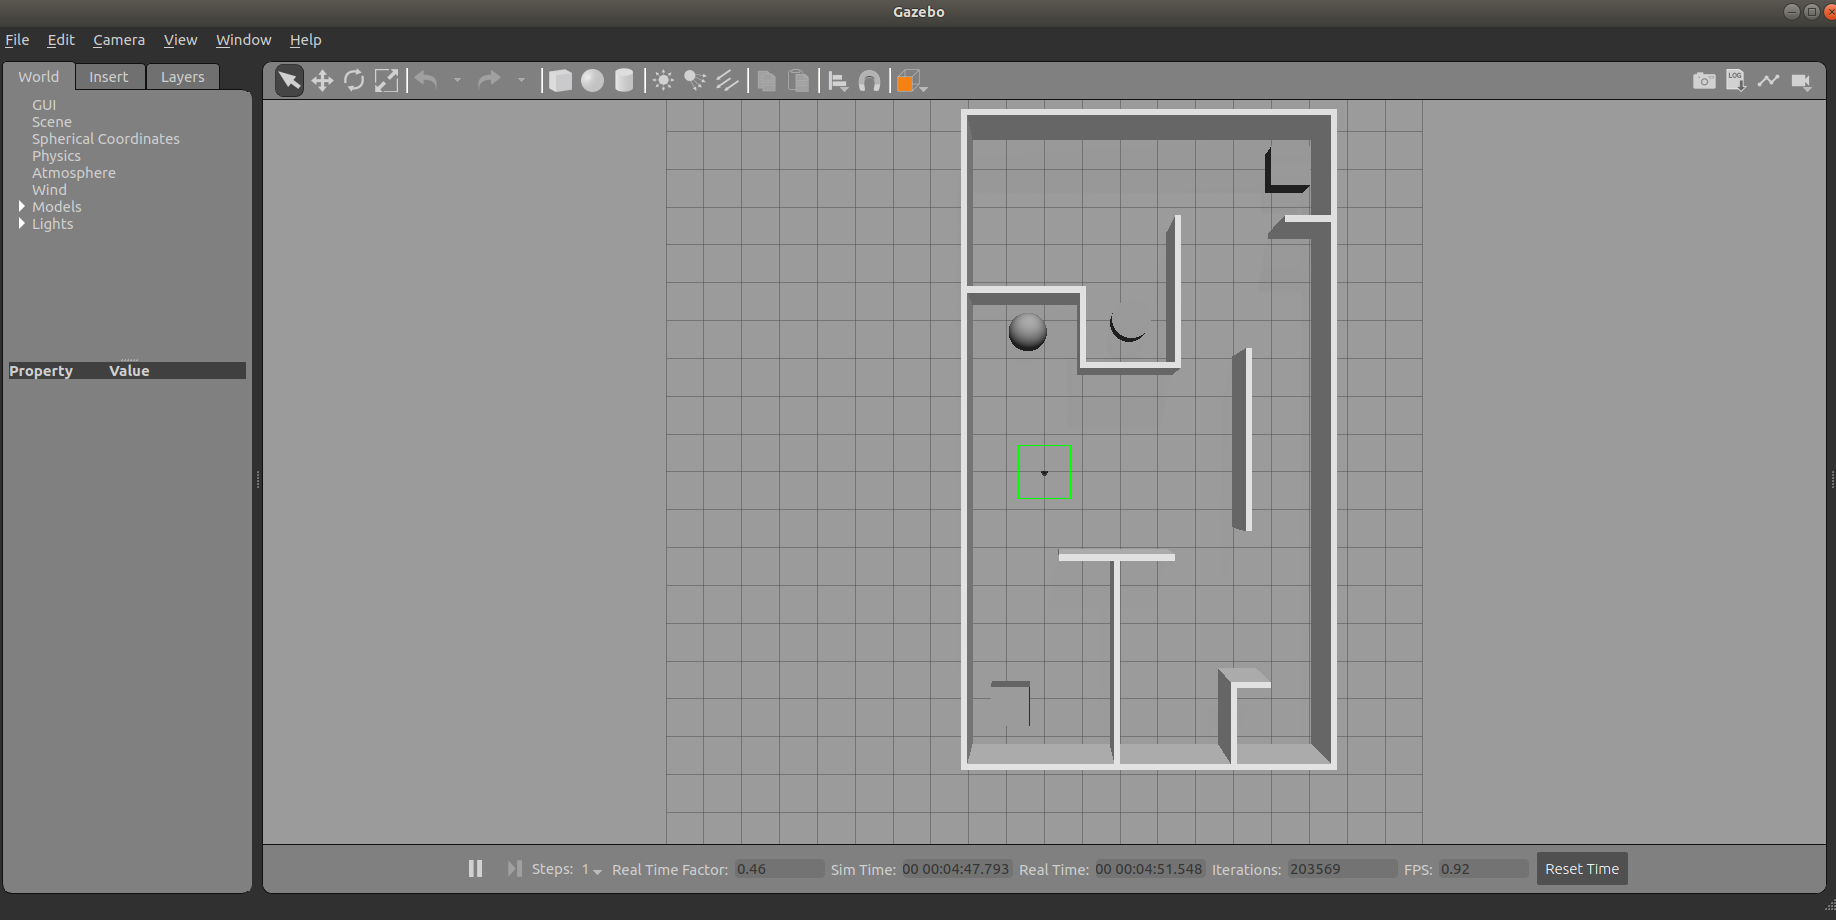 Gazebo
File Edit Camera View Window Help
World Insert Layers
LOG
GUI
Scene
Spherical Coordinates
Physics
Atmosphere
Wind
Models
Lights
Property Value
Steps: 1 Real Time Factor: 0.46 Sim Time: 00 00:04:47.793 Real Time: 00 00:04:51.548 Iterations: 203569 FPS: 0.92 Reset Time